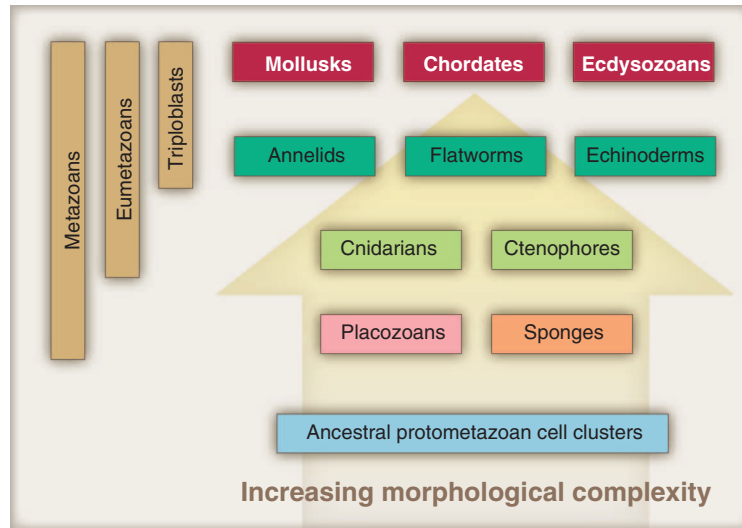 Metazoans
Eumetazoans
Triploblasts
Mollusks
Chordates
Ecdysozoans
Annelids
Flatworms
Echinoderms
Cnidarians
Ctenophores
Placozoans
Sponges
Ancestral protometazoan cell clusters
Increasing morphological complexity